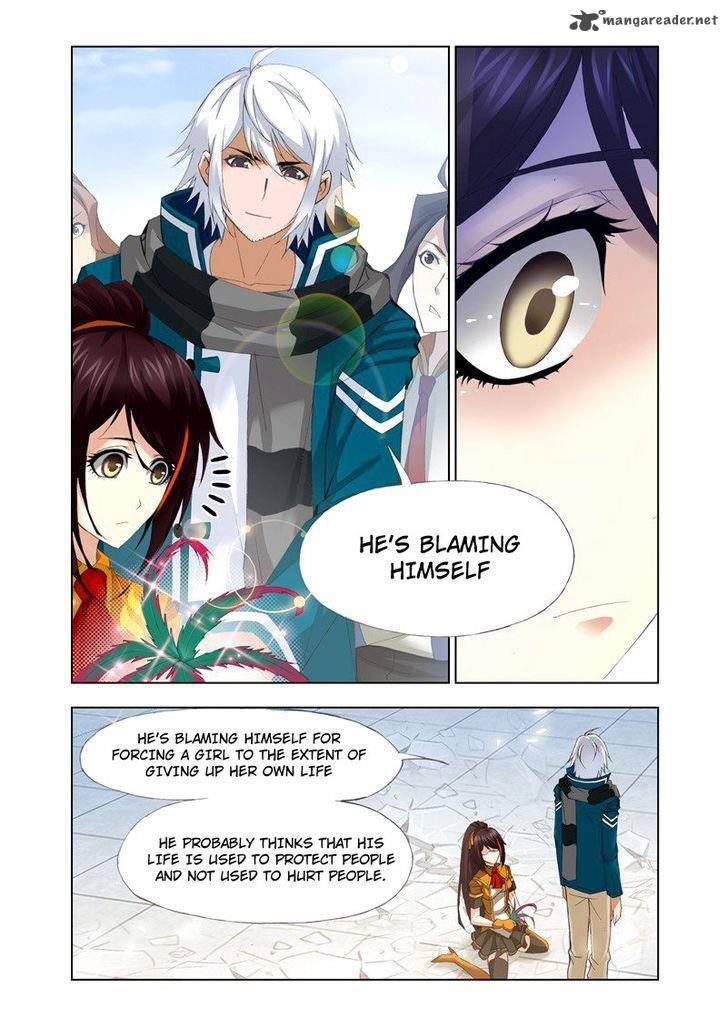 mangareader.net
HE'S BLAMING
HIMSELF
HE'S BLAMING HIMSELF FOR
FORCING A GIRL TO THE EXTENT OF
GIVING UP HER OWN LIFE
HE PROBABLY THINKS THAT HIS
LIFE IS USED TO PROTECT PEOPLE
AND NOT USED TO HURT PEOPLE.